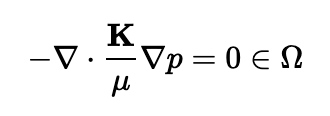 −∇ · K/μ ∇p = 0 ∈ Ω